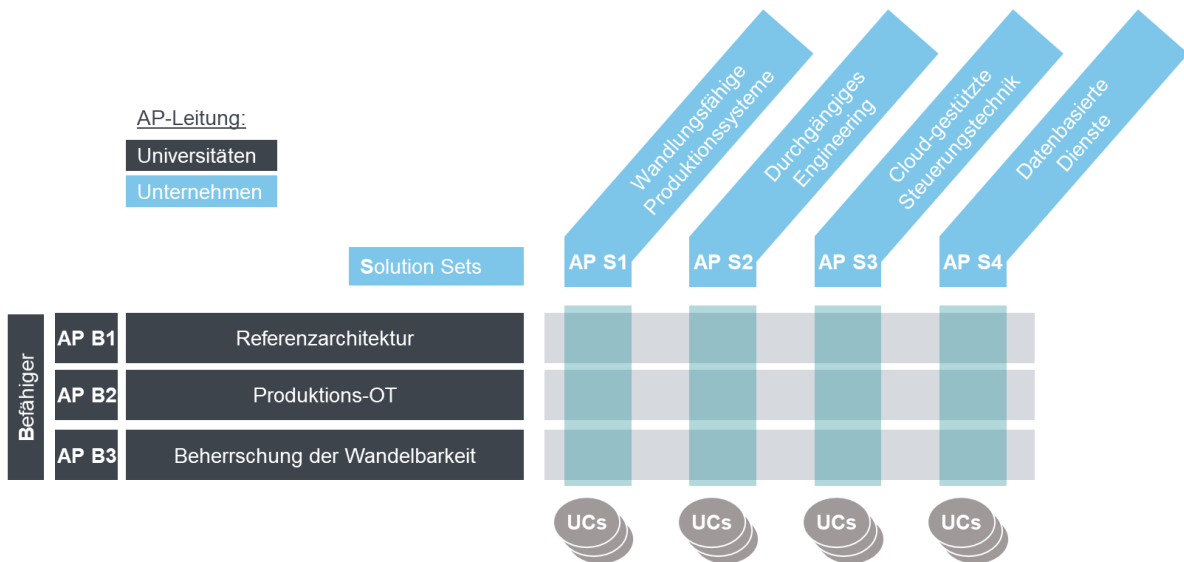 AP-Leitung:
Universitäten
Unternehmen
Wandlungsfähige
Produktionssysteme
Durchgängiges
Engineering
Cloud-gestützte
Steuerungstechnik
Datenbasierte
Dienste
Solution Sets
AP S1
AP S2
AP S3
AP S4
Befähiger
AP B1
Referenzarchitektur
AP B2
Produktions-OT
AP B3
Beherrschung der Wandelbarkeit
UCs
UCs
UCs
UCs